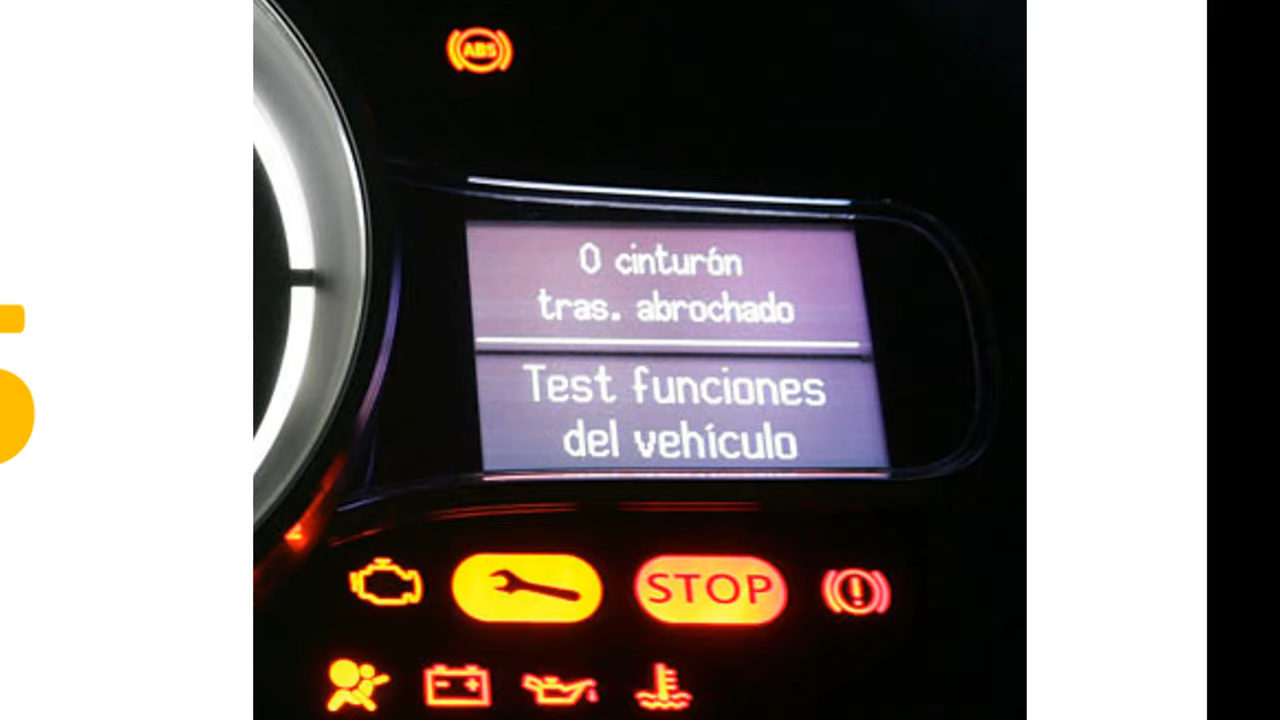 ABS
0 cinturón
tras. abrochado
Test funciones
del vehículo
STOP